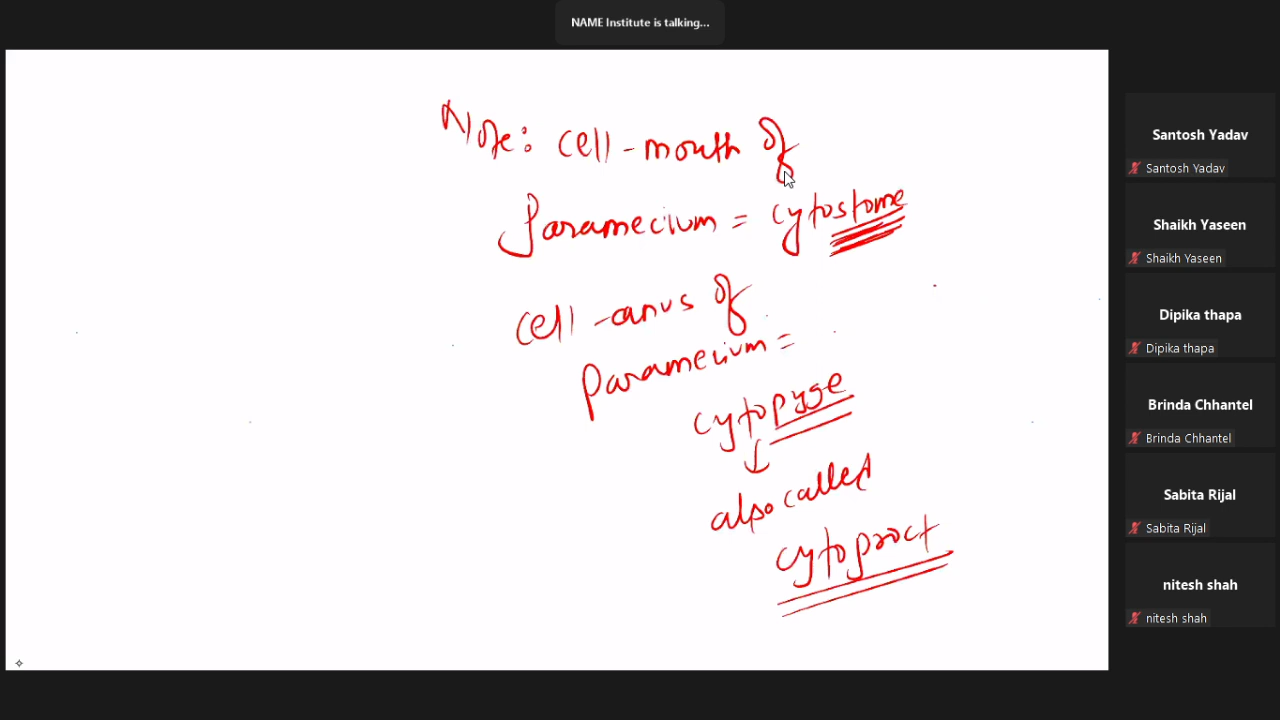 NAME Institute is talking...
Note: cell-mouth of
Paramecium = cytostome
cell-anus of
Paramecium =
cytopyge
↓
also called
cytoproct
Santosh Yadav
Santosh Yadav
Shaikh Yaseen
Shaikh Yaseen
Dipika thapa
Dipika thapa
Brinda Chhantel
Brinda Chhantel
Sabita Rijal
Sabita Rijal
nitesh shah
nitesh shah